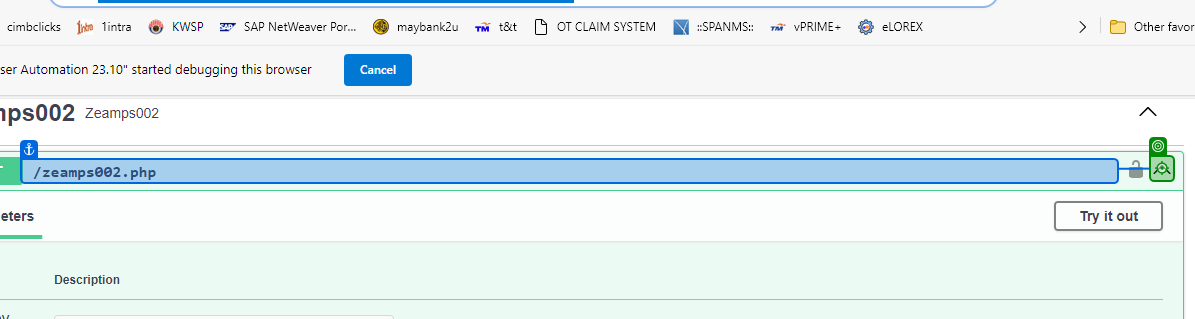 cimbclicks 1intra KWSP SAP NetWeaver Por... maybank2u t&t OT CLAIM SYSTEM ::SPANMS:: vPRIME+ eLOREX Other favor
ser Automation 23.10" started debugging this browser Cancel
mps002 Zeamps002
/zeamps002.php
eters Try it out
Description